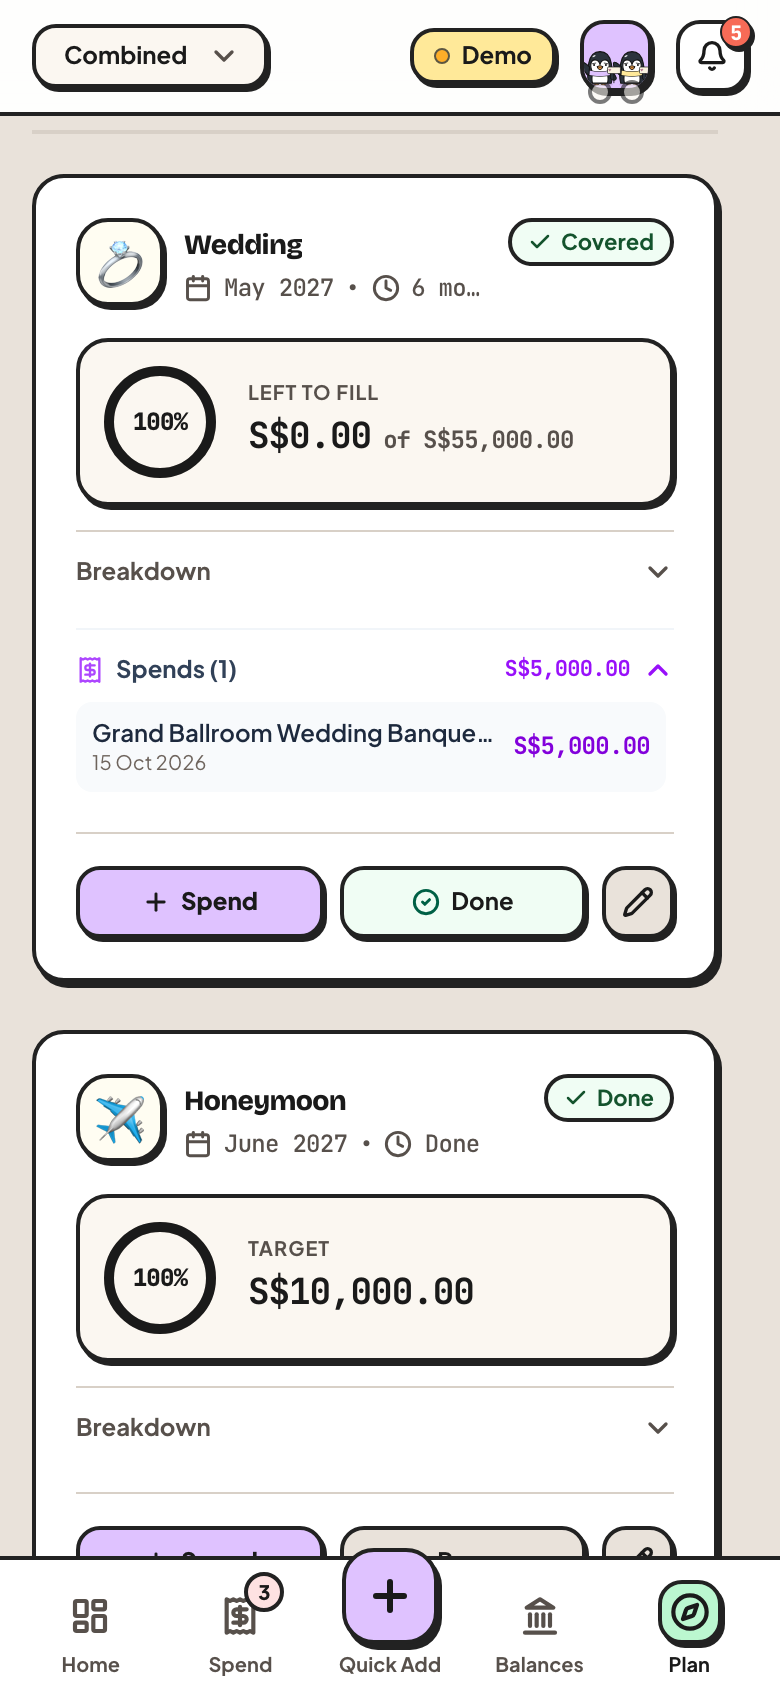 Combined
Demo
5
Wedding
Covered
May 2027 • 6 mo...
100%
LEFT TO FILL
S$0.00 of S$55,000.00
Breakdown
Spends (1)
S$5,000.00
Grand Ballroom Wedding Banque...
S$5,000.00
15 Oct 2026
+ Spend
Done
Honeymoon
Done
June 2027 • Done
100%
TARGET
S$10,000.00
Breakdown
3
Home
Spend
Quick Add
Balances
Plan